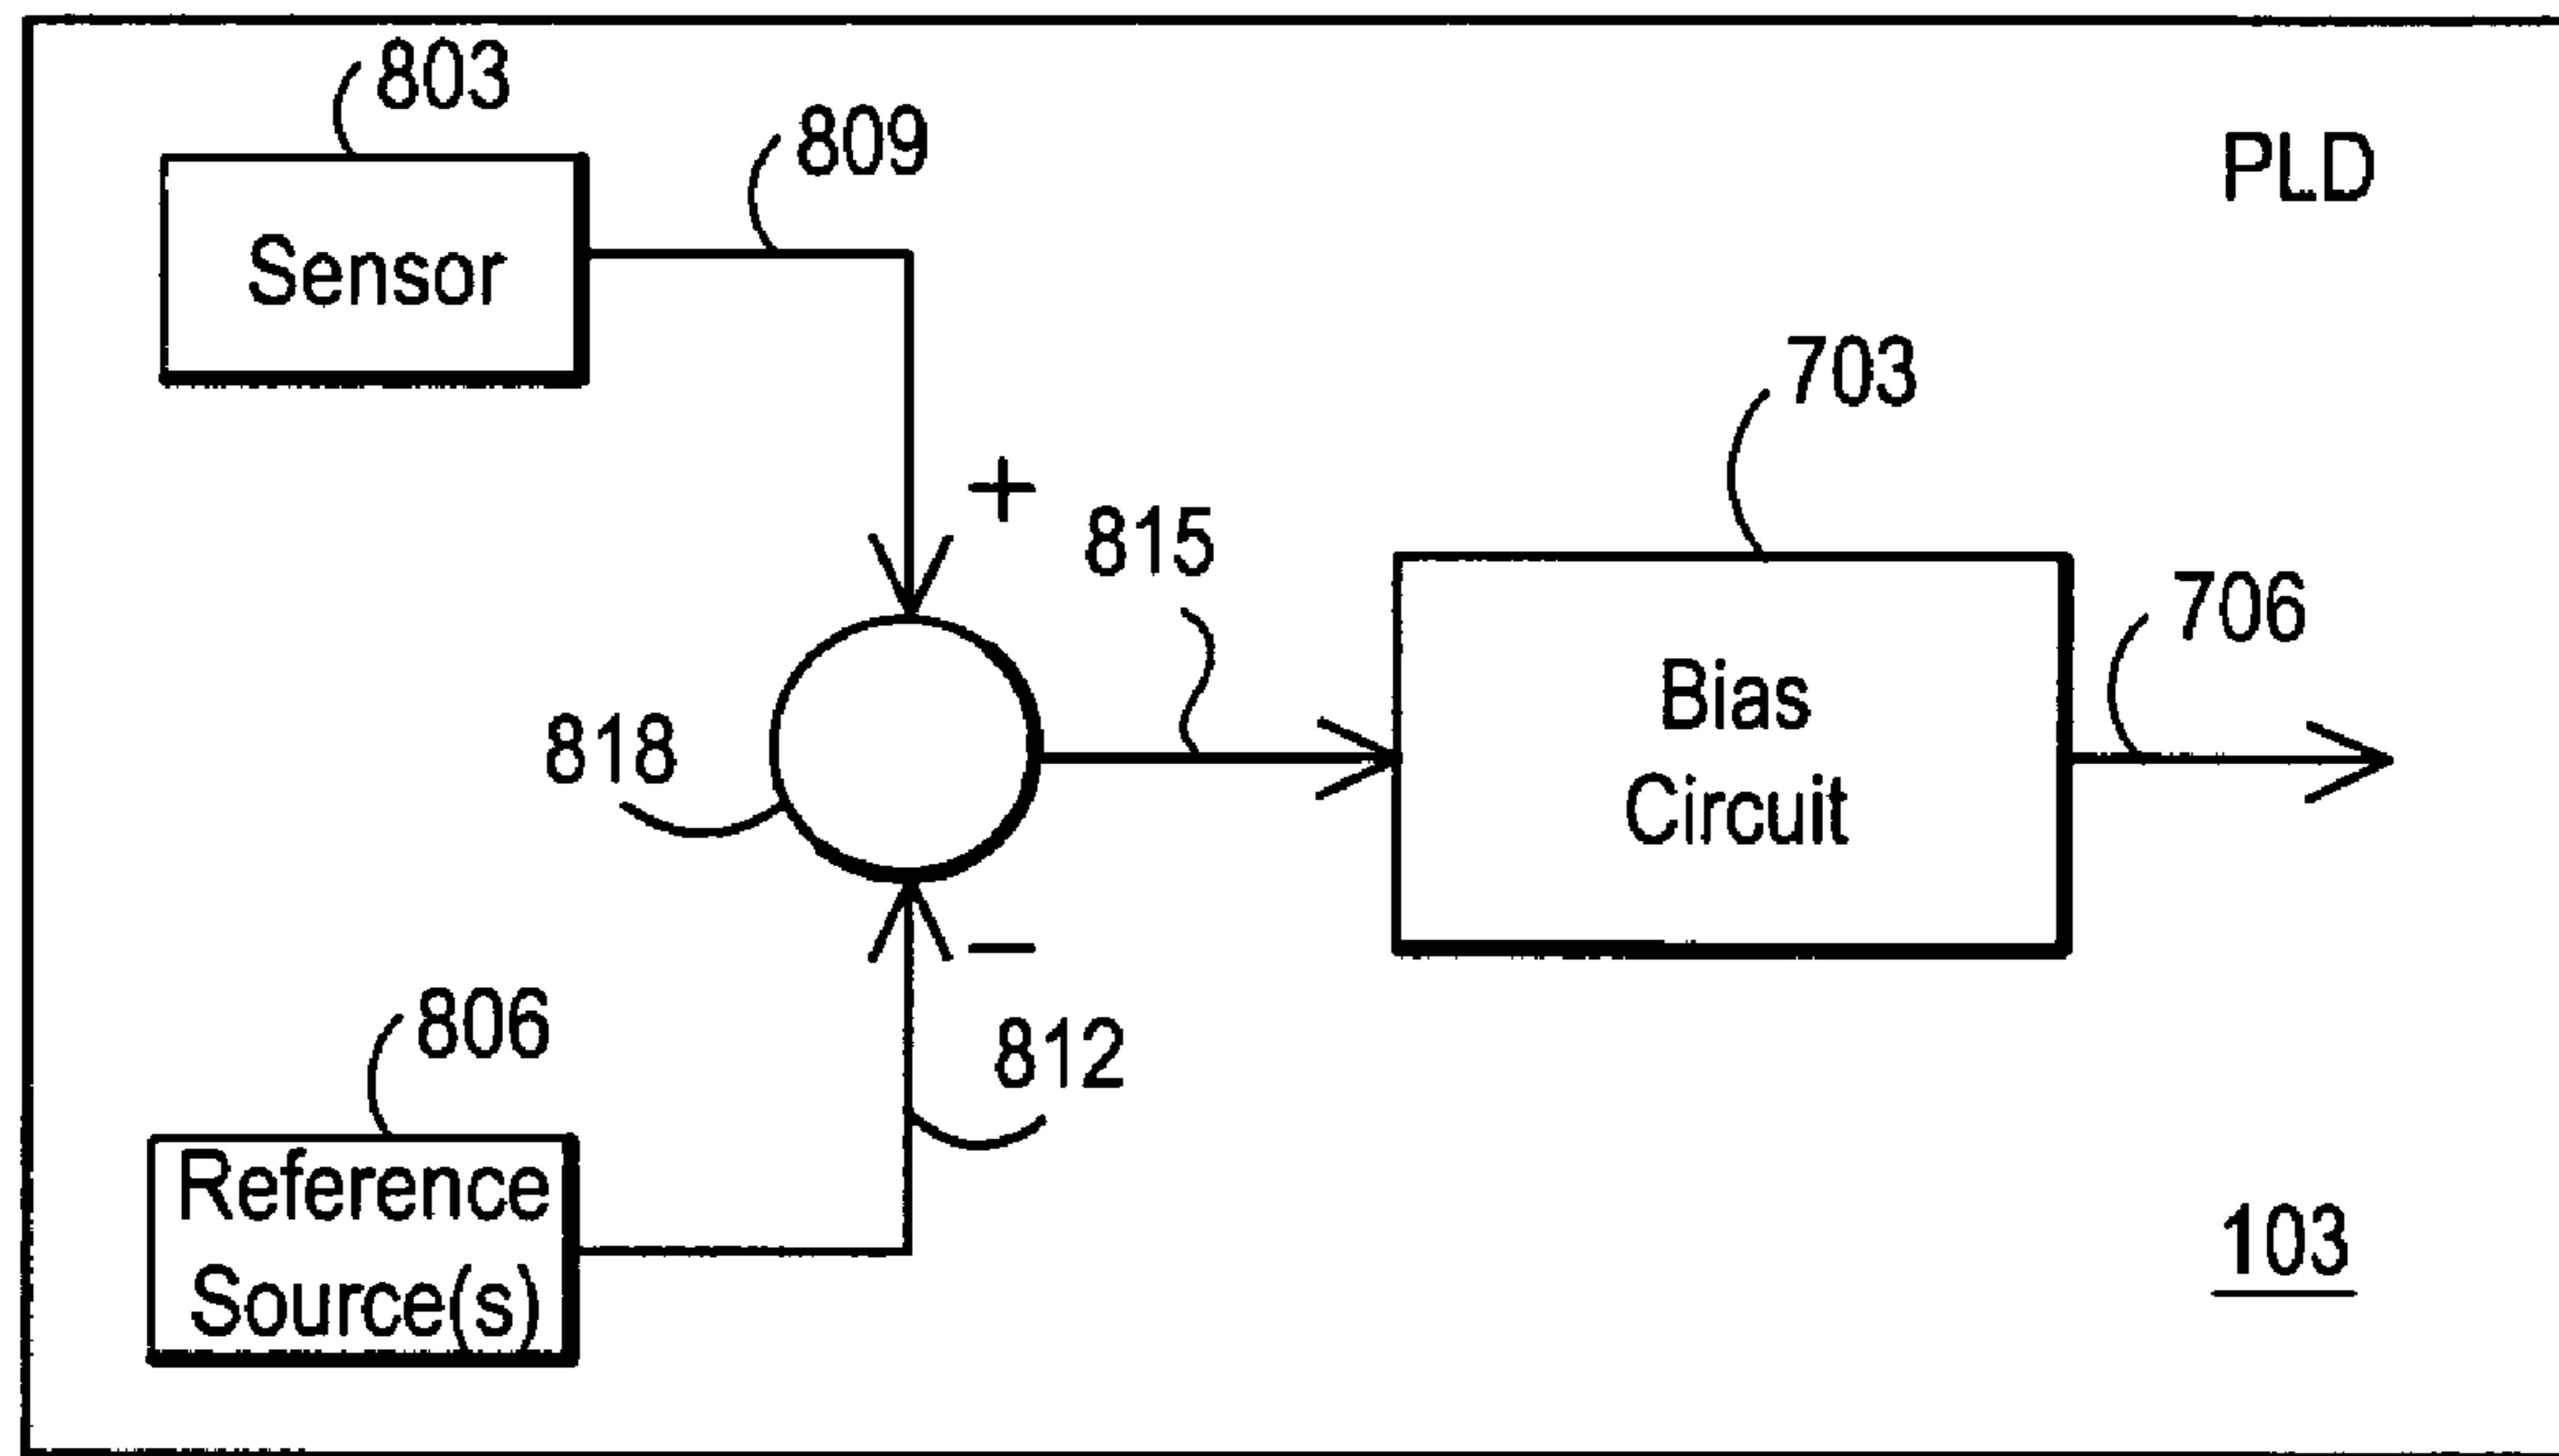 803
809
PLD
Sensor
703
+
815
706
Bias
Circuit
818
−
806
812
Reference
Source(s)
103